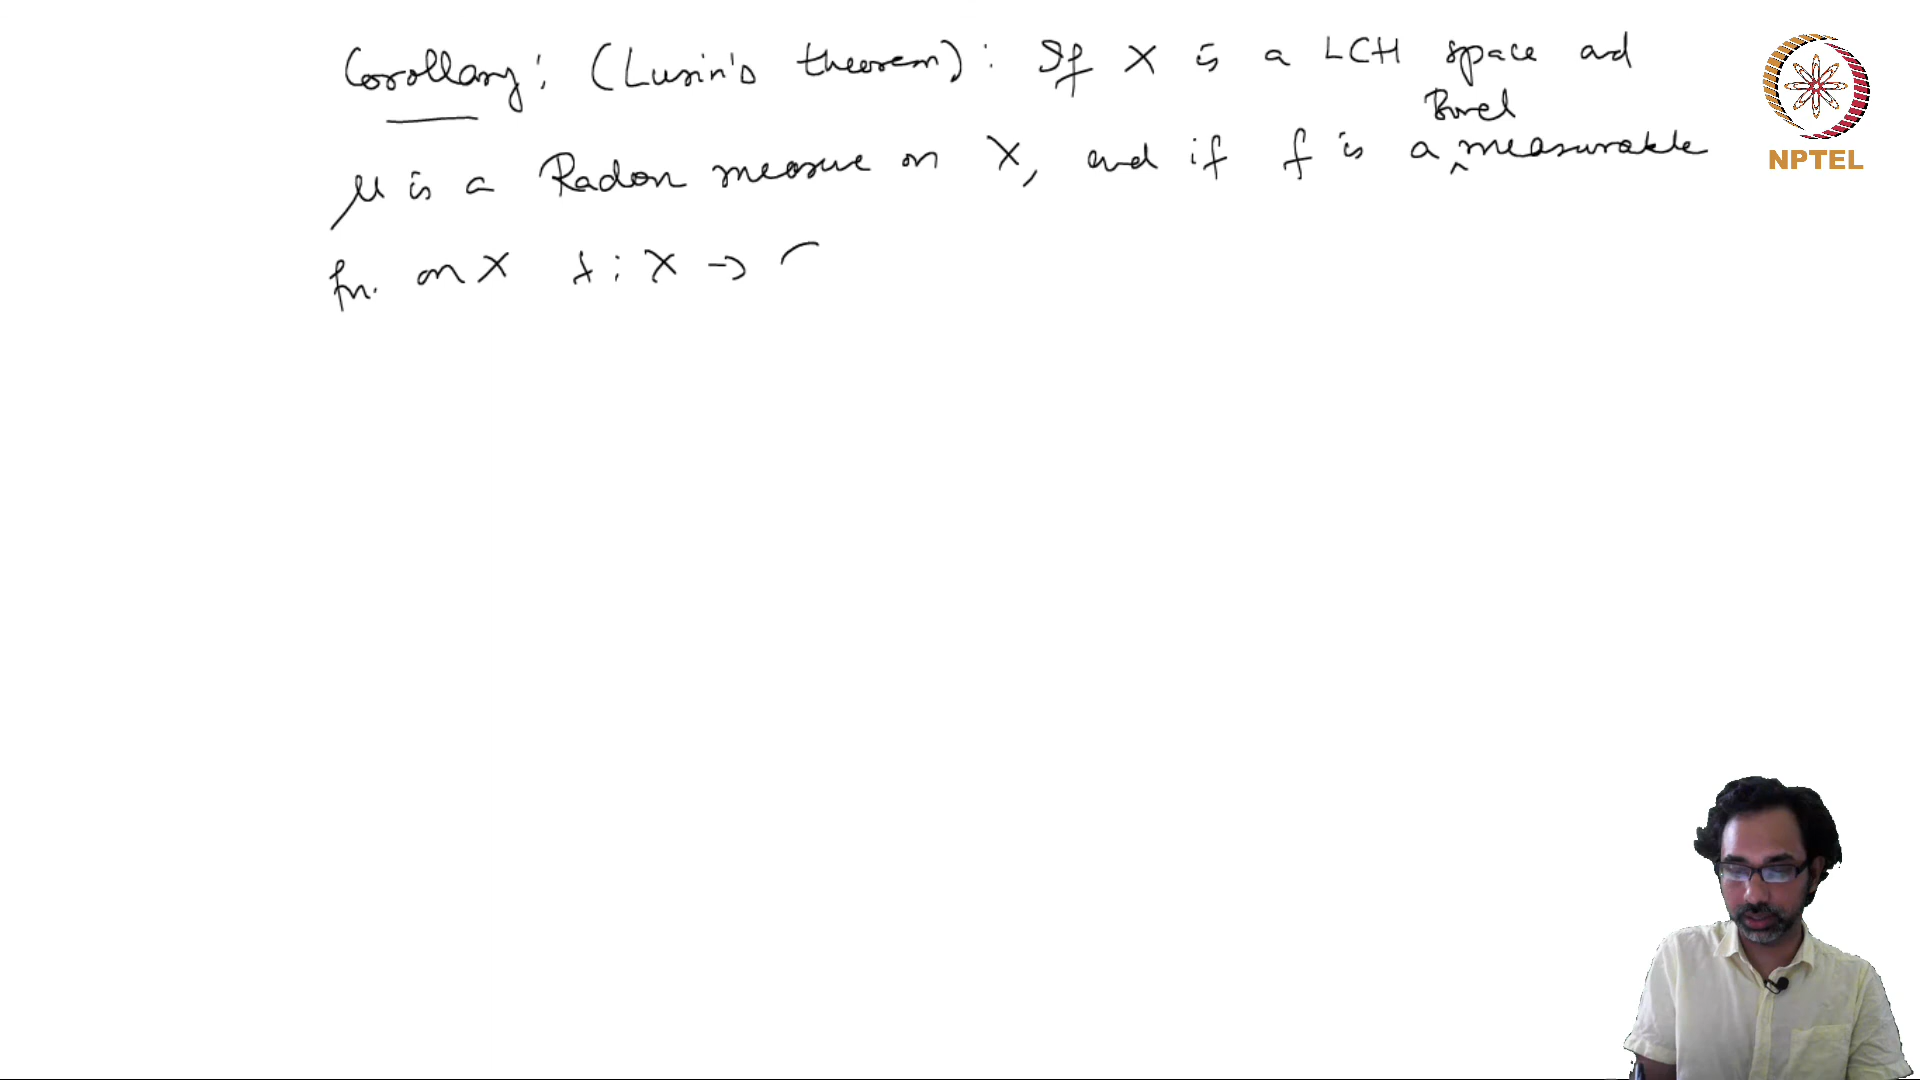 Corollary: (Lusin's theorem): If X is a LCH space ad
μ is a Radon measure on X, and if f is a ^ Borel measurable
fn. on X f: X →
NPTEL